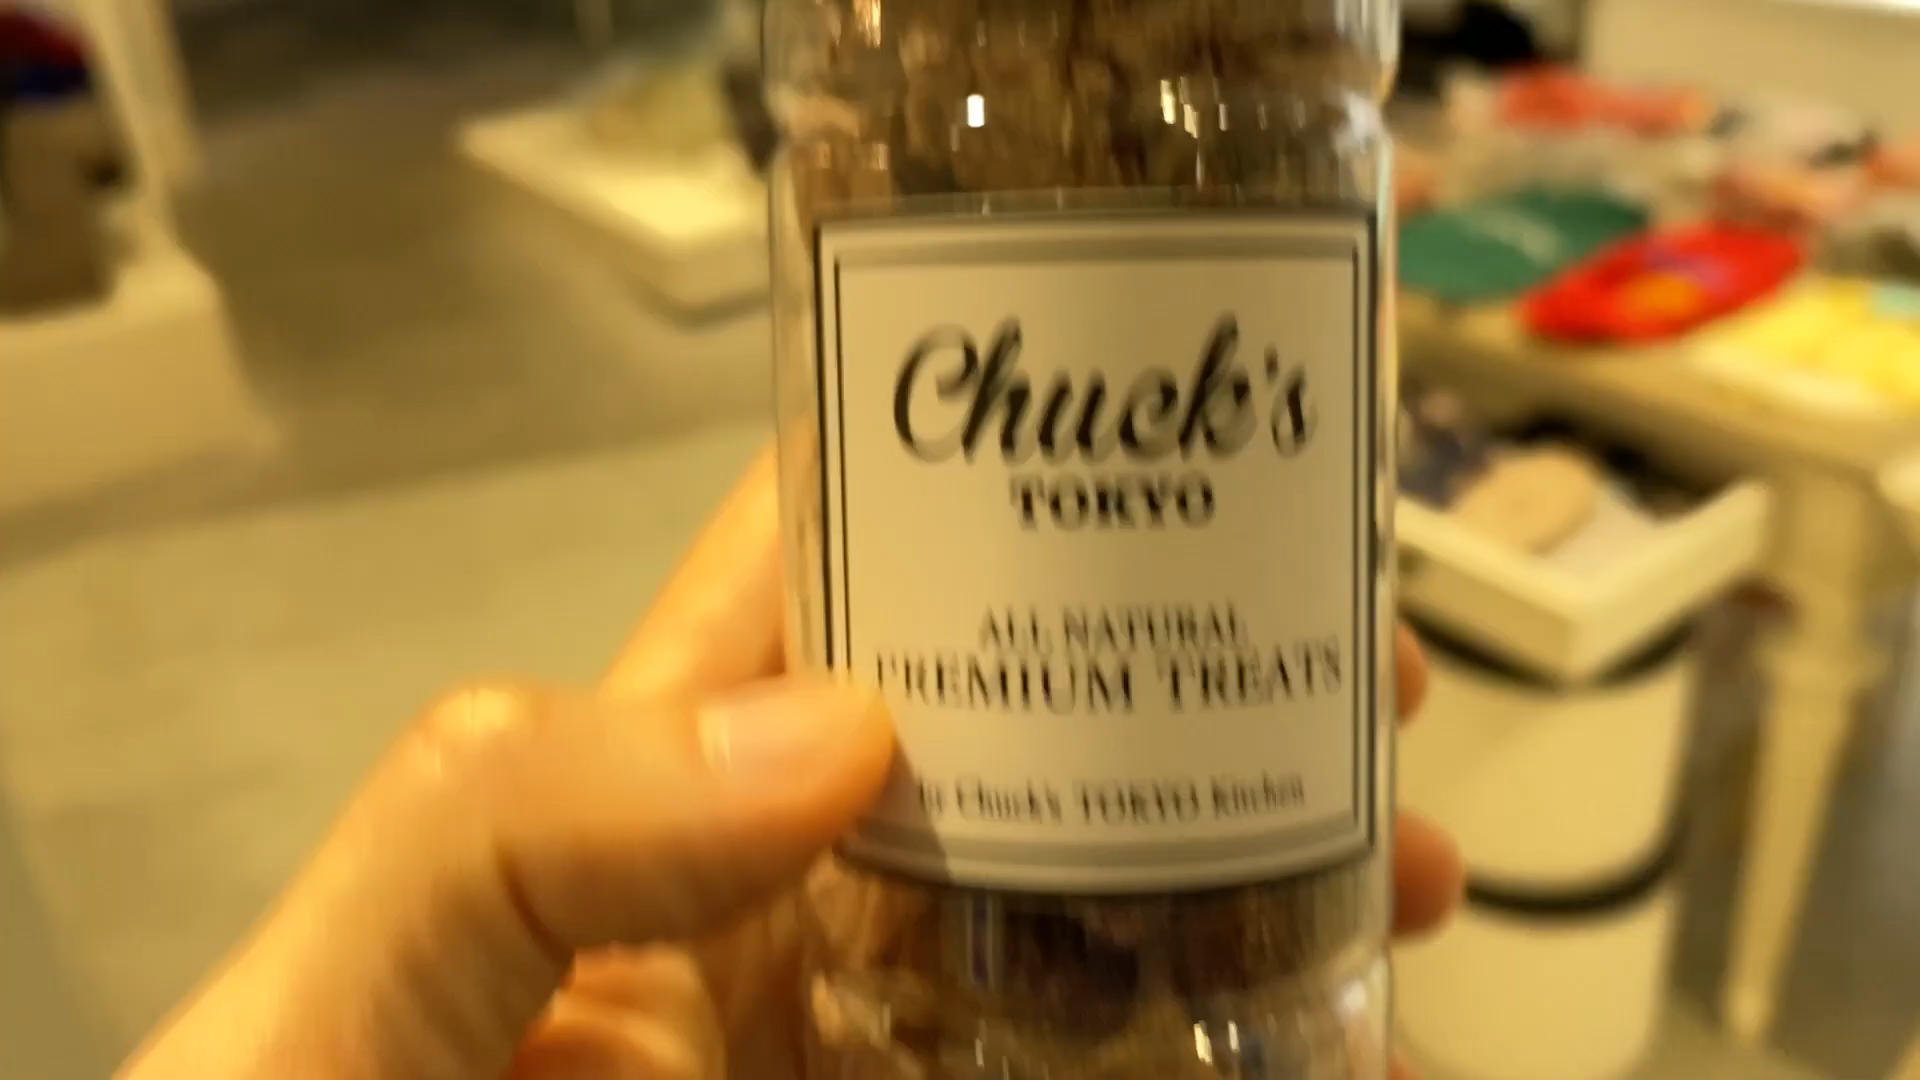 Chuck's
TOKYO
ALL NATURAL
PREMIUM TREATS
by Chuck's TOKYO Kitchen